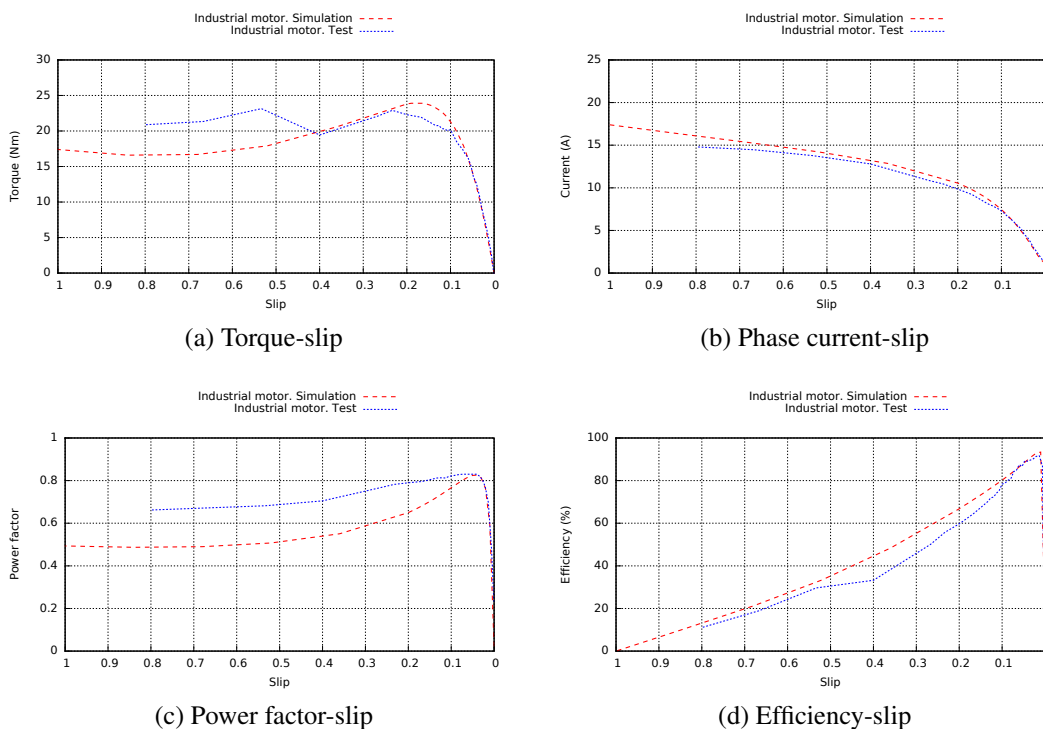 Industrial motor. Simulation
Industrial motor. Test
30
25
20
15
10
5
0
Torque (Nm)
1 0.9 0.8 0.7 0.6 0.5 0.4 0.3 0.2 0.1 0
Slip
(a) Torque-slip
Industrial motor. Simulation
Industrial motor. Test
25
20
15
10
5
0
Current (A)
1 0.9 0.8 0.7 0.6 0.5 0.4 0.3 0.2 0.1
Slip
(b) Phase current-slip
Industrial motor. Simulation
Industrial motor. Test
1
0.8
0.6
0.4
0.2
0
Power factor
1 0.9 0.8 0.7 0.6 0.5 0.4 0.3 0.2 0.1 0
Slip
(c) Power factor-slip
Industrial motor. Simulation
Industrial motor. Test
100
80
60
40
20
0
Efficiency (%)
1 0.9 0.8 0.7 0.6 0.5 0.4 0.3 0.2 0.1
Slip
(d) Efficiency-slip